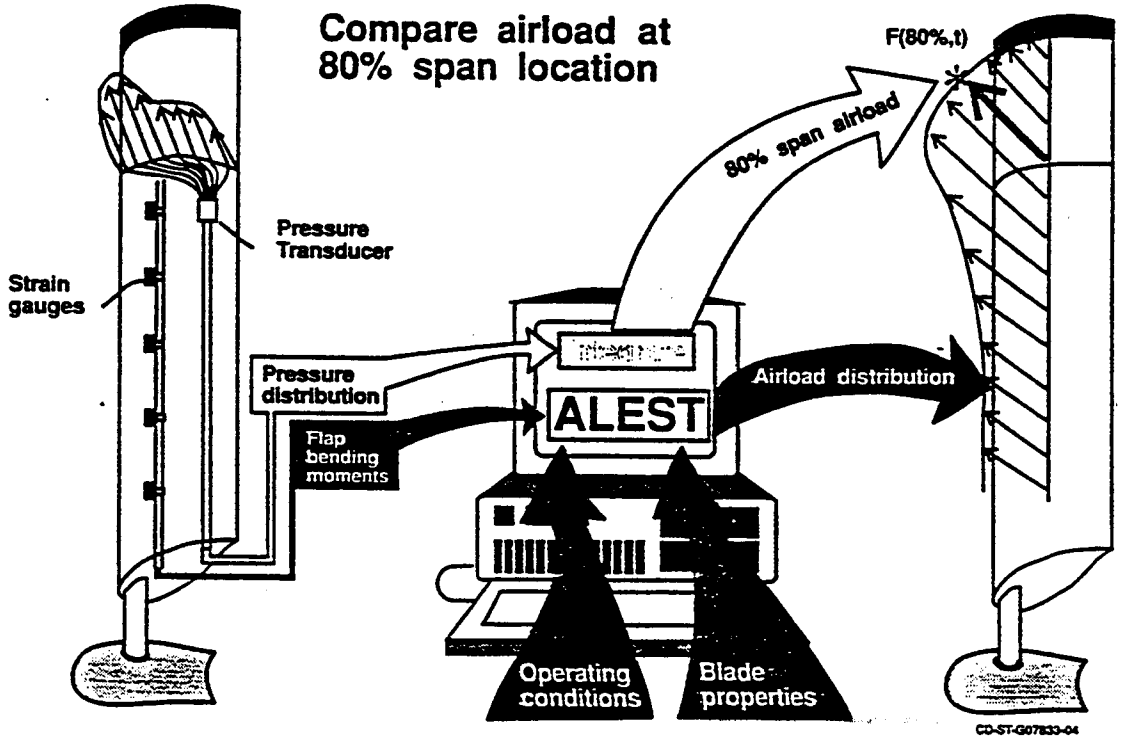 Compare airload at
80% span location
F(80%,t)
80% span airload
Pressure
Transducer
Strain
gauges
Pressure
distribution
Flap
bending
moments
ALEST
Airload distribution
Operating
conditions
Blade
properties
CD-ST-G07833-04